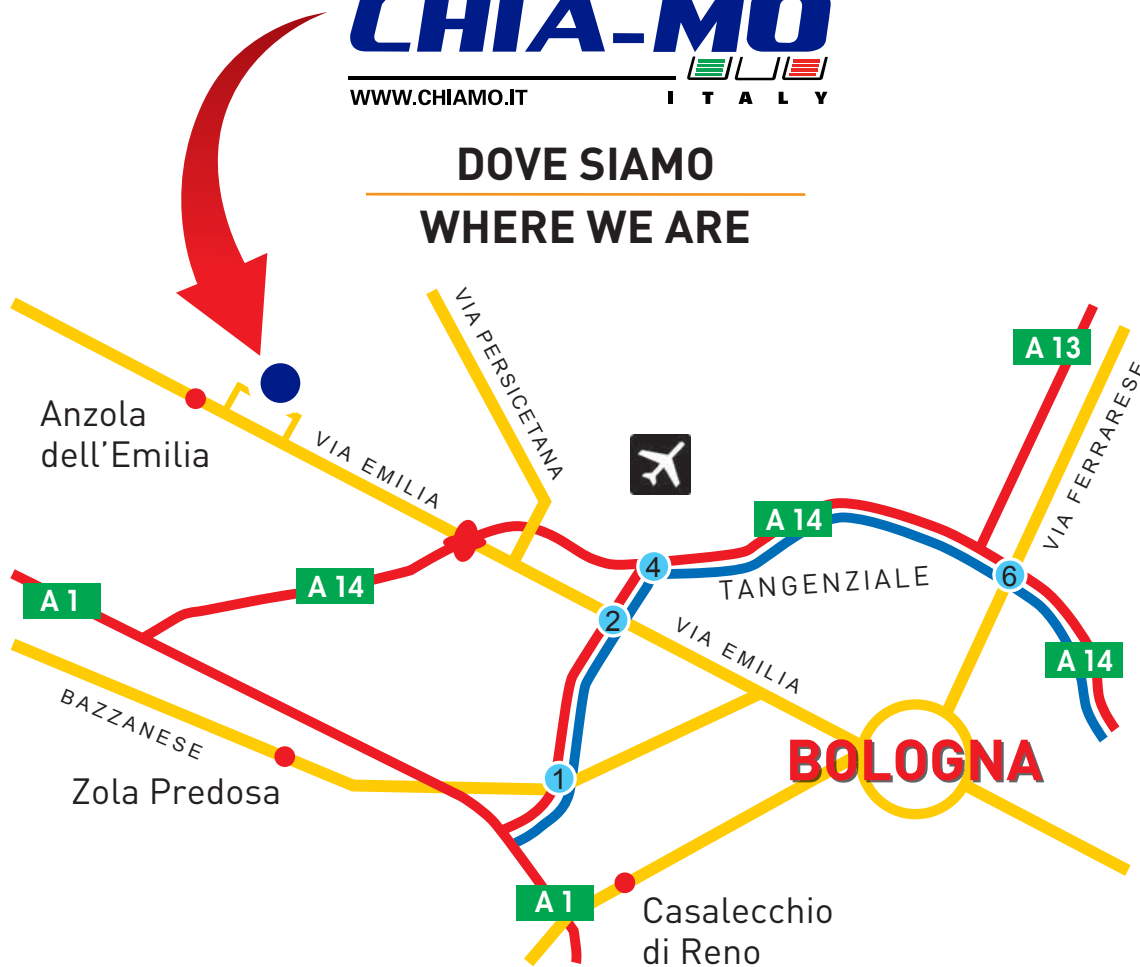 CHIA-MO
WWW.CHIAMO.IT
ITALY
DOVE SIAMO
WHERE WE ARE
VIA PERSICETANA
A 13
VIA FERRARESE
Anzola
dell'Emilia
VIA EMILIA
A 14
A 1
A 14
4
TANGENZIALE
6
2
VIA EMILIA
A 14
BAZZANESE
Zola Predosa
1
BOLOGNA
A 1
Casalecchio
di Reno